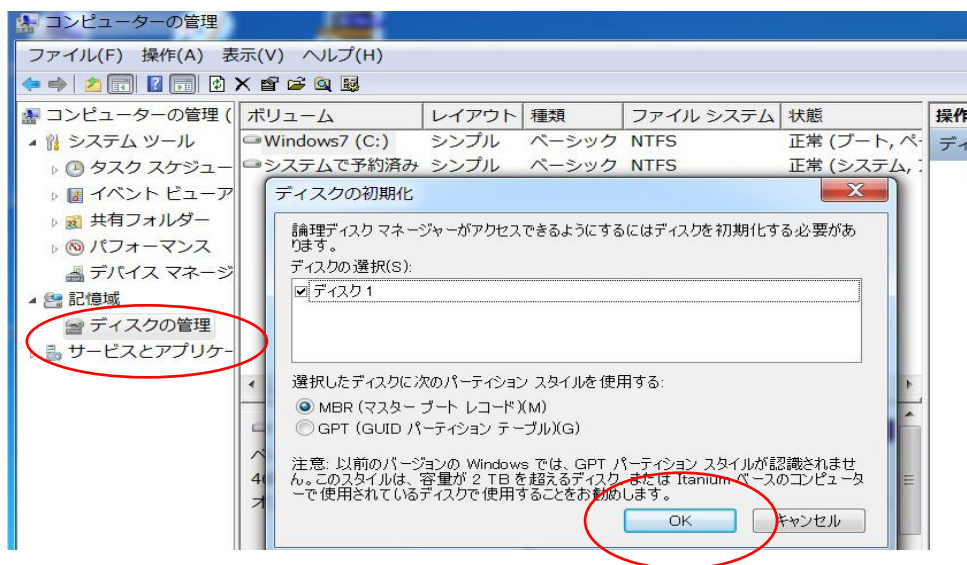 コンピューターの管理
ファイル(F) 操作(A) 表示(V) ヘルプ(H)
コンピューターの管理 (
システム ツール
タスク スケジュー
イベント ビューア
共有フォルダー
パフォーマンス
デバイス マネージ
記憶域
ディスクの管理
サービスとアプリケー
ボリューム レイアウト 種類 ファイル システム 状態
Windows7 (C:) シンプル ベーシック NTFS 正常 (ブート, ペー
システムで予約済み シンプル ベーシック NTFS 正常 (システム,
操作
ディ
ディスクの初期化
論理ディスク マネージャーがアクセスできるようにするにはディスクを初期化する必要があ
ります。
ディスクの選択(S):
ディスク 1
選択したディスクに次のパーティション スタイルを使用する:
MBR (マスター ブート レコード)(M)
GPT (GUID パーティション テーブル)(G)
注意: 以前のバージョンの Windows では、GPT パーティション スタイルが認識されませ
ん。このスタイルは、容量が 2 TB を超えるディスク、または Itanium ベースのコンピュータ
ーで使用されているディスクで使用することをお勧めします。
OK キャンセル